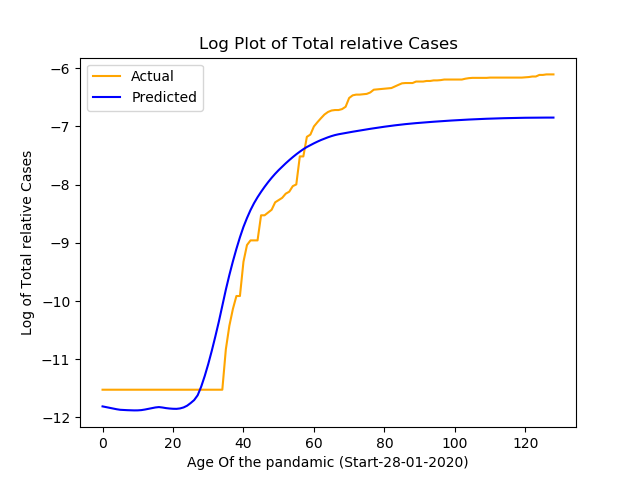 Log Plot of Total relative Cases
Actual
Predicted
Log of Total relative Cases
−6
−7
−8
−9
−10
−11
−12
0 20 40 60 80 100 120
Age Of the pandamic (Start-28-01-2020)